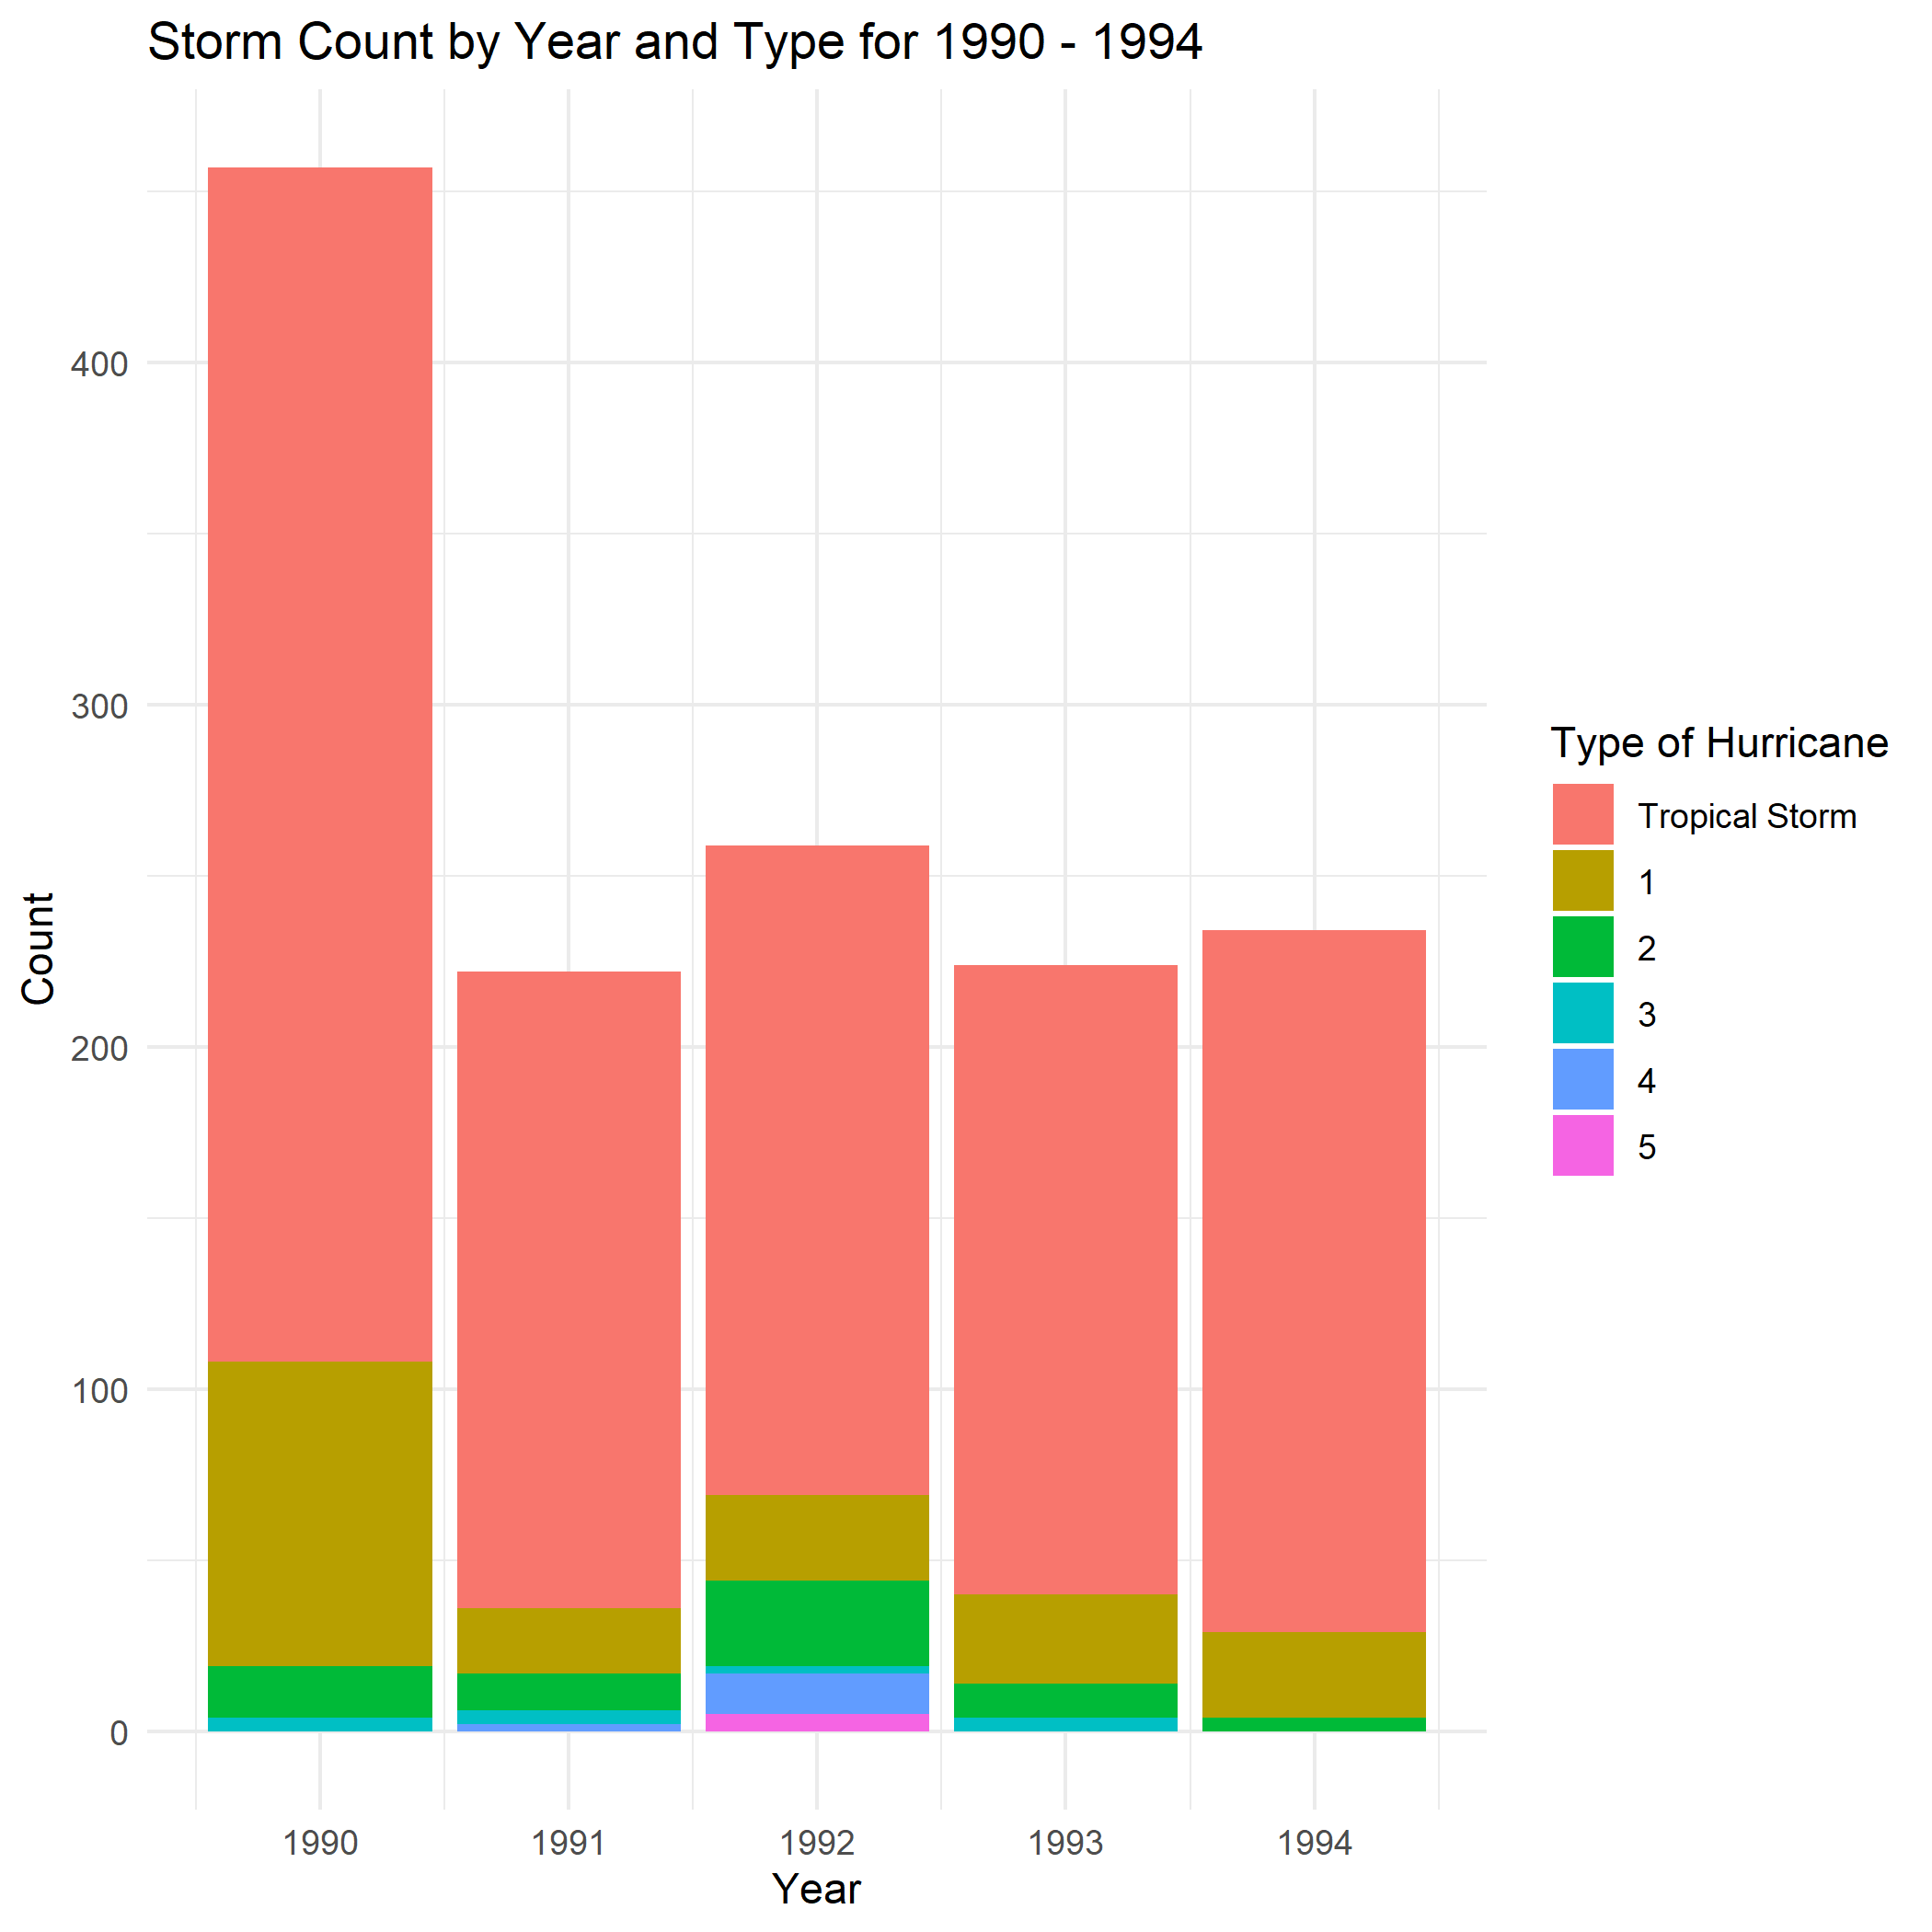 Storm Count by Year and Type for 1990 - 1994
Count
400
300
200
100
0
1990 1991 1992 1993 1994
Year
Type of Hurricane
Tropical Storm
1
2
3
4
5